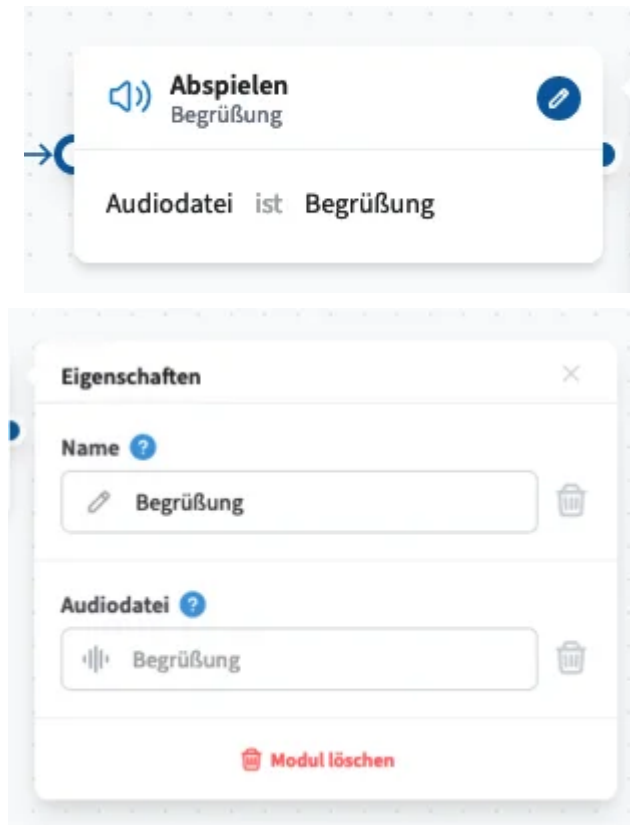 Abspielen
Begrüßung
Audiodatei ist Begrüßung
Eigenschaften
Name ?
Begrüßung
Audiodatei ?
Begrüßung
Modul löschen